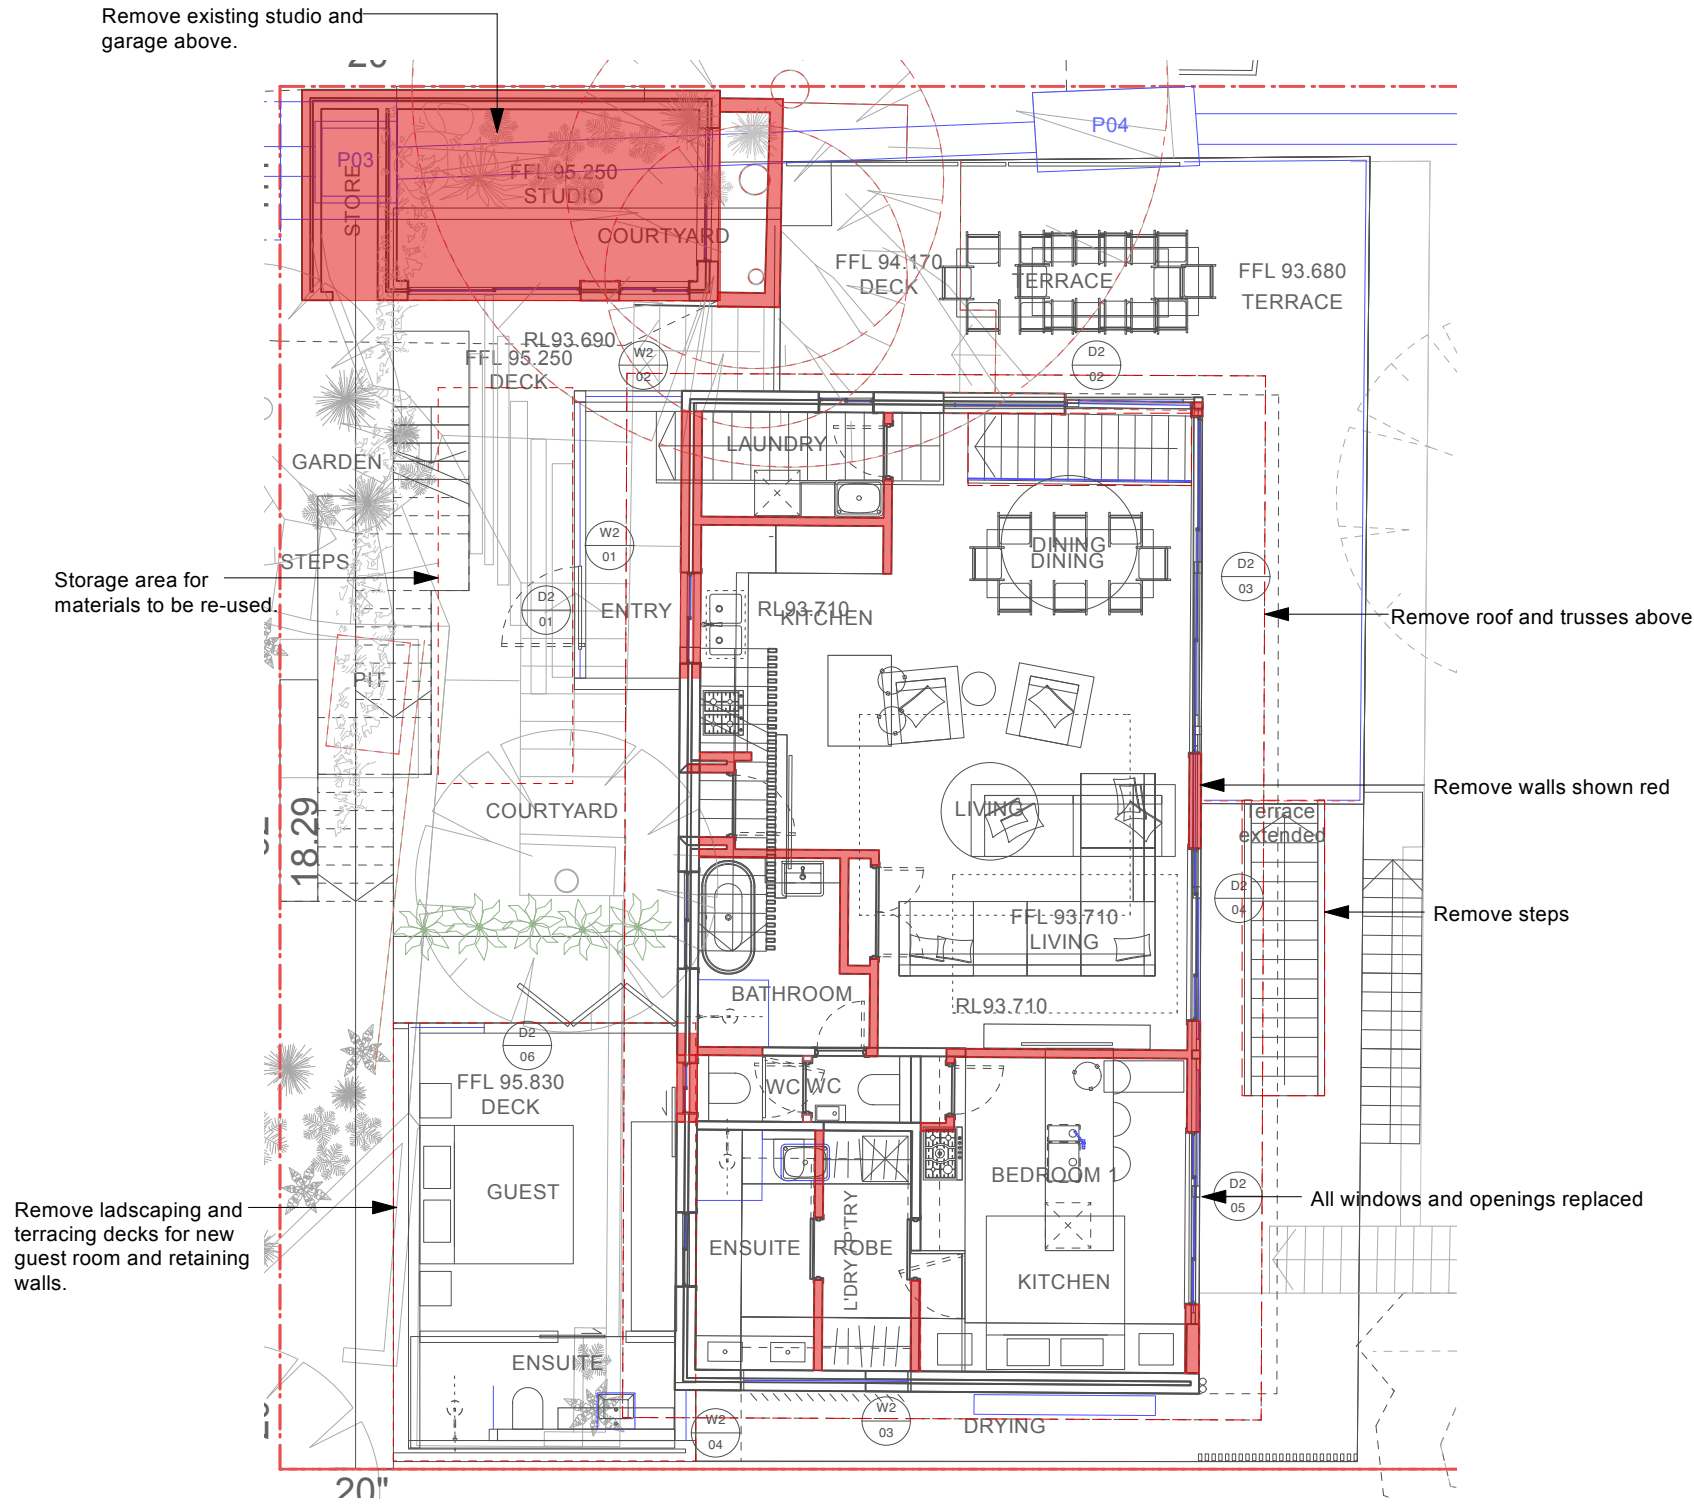 Remove existing studio and
garage above.
20"
P04
P03
STORE
FFL 95.250
STUDIO
COURTYARD
FFL 94.170
DECK
TERRACE
FFL 93.680
TERRACE
RL93.690
FFL 95.250
DECK
W2
02
D2
02
GARDEN
LAUNDRY
STEPS
W2
01
DINING
DINING
D2
03
Storage area for
materials to be re-used.
D2
01
ENTRY
RL93.710
KITCHEN
Remove roof and trusses above
PIT
Remove walls shown red
COURTYARD
LIVING
Terrace
extended
18.29
D2
04
Remove steps
FFL 93.710
LIVING
BATHROOM
RL93.710
D2
06
FFL 95.830
DECK
WC
WC
BEDROOM 1
GUEST
D2
05
All windows and openings replaced
Remove ladscaping and
terracing decks for new
guest room and retaining
walls.
ENSUITE
ROBE
L'DRY / P'TRY
KITCHEN
ENSUITE
W2
04
W2
03
DRYING
20"